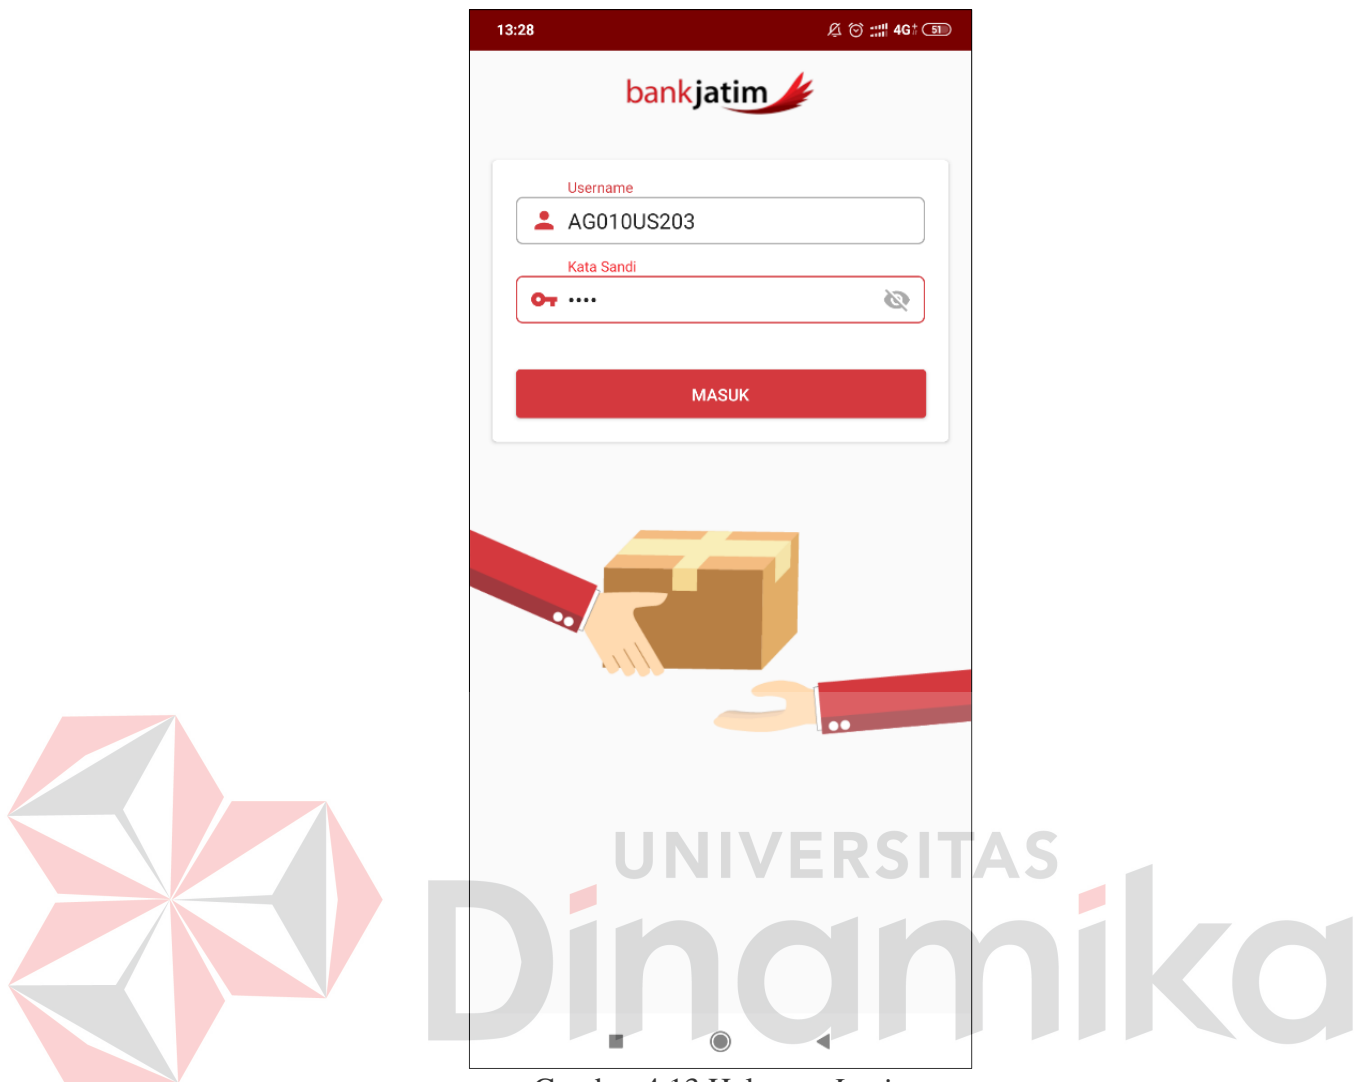 13:28 4G+ 51
bankjatim
Username
AG010US203
Kata Sandi
••••
MASUK
UNIVERSITAS
Dinamika